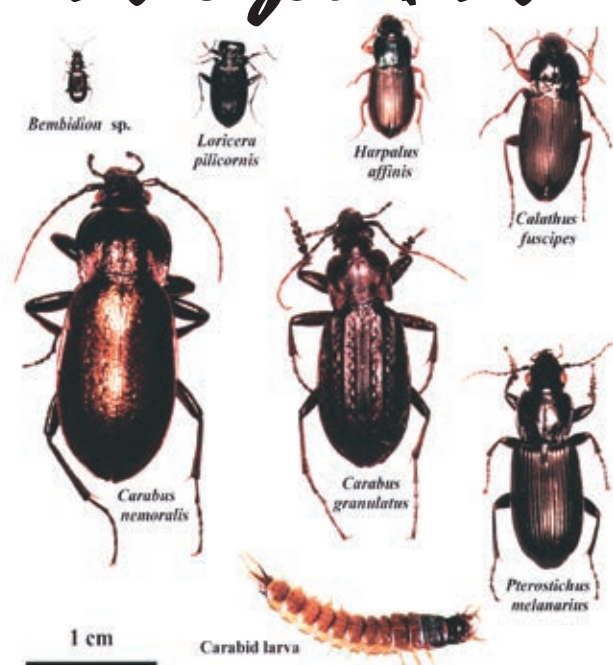 Bembidion sp.
Loricera
pilicornis
Harpalus
affinis
Calathus
fuscipes
Carabus
nemoralis
Carabus
granulatus
Pterostichus
melanarius
1 cm
Carabid larva